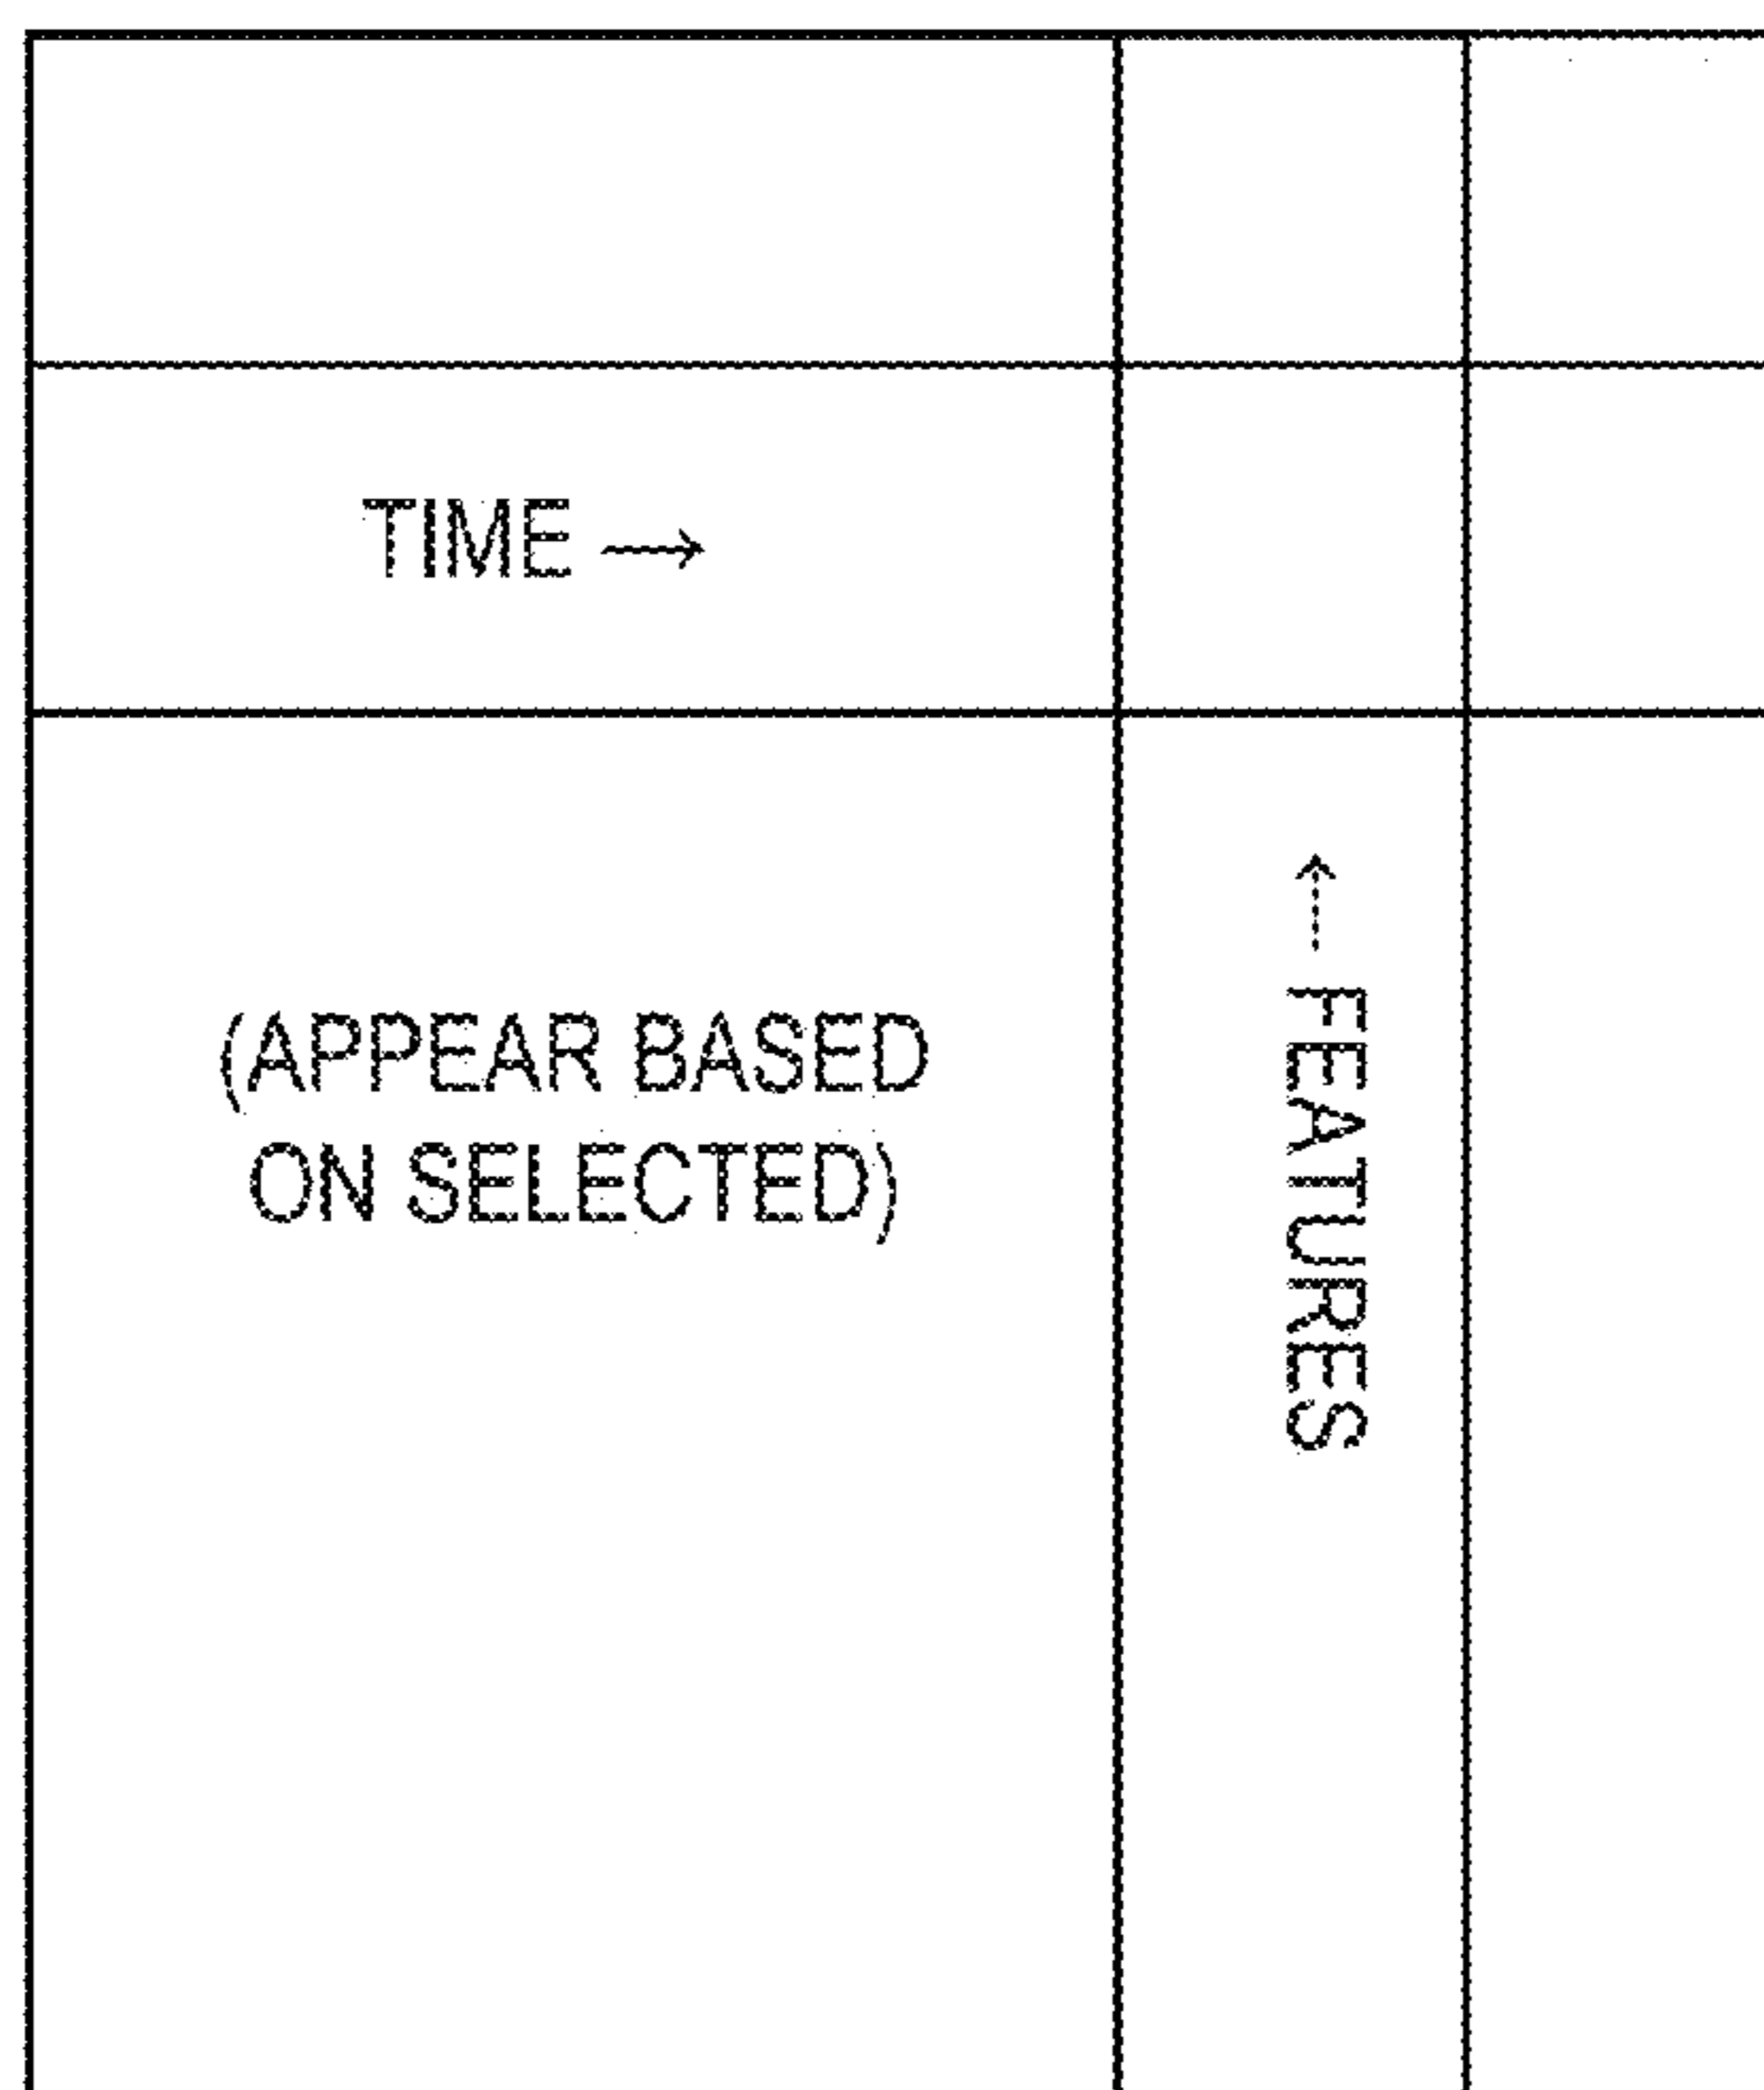 TIME →
(APPEAR BASED
ON SELECTED)
← FEATURES